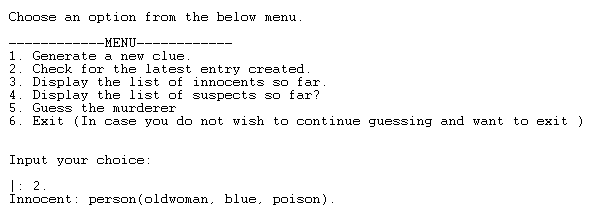 Choose an option from the below menu.
------------MENU------------
1. Generate a new clue.
2. Check for the latest entry created.
3. Display the list of innocents so far.
4. Display the list of suspects so far?
5. Guess the murderer
6. Exit (In case you do not wish to continue guessing and want to exit )
Input your choice:
|: 2.
Innocent: person(oldwoman, blue, poison).